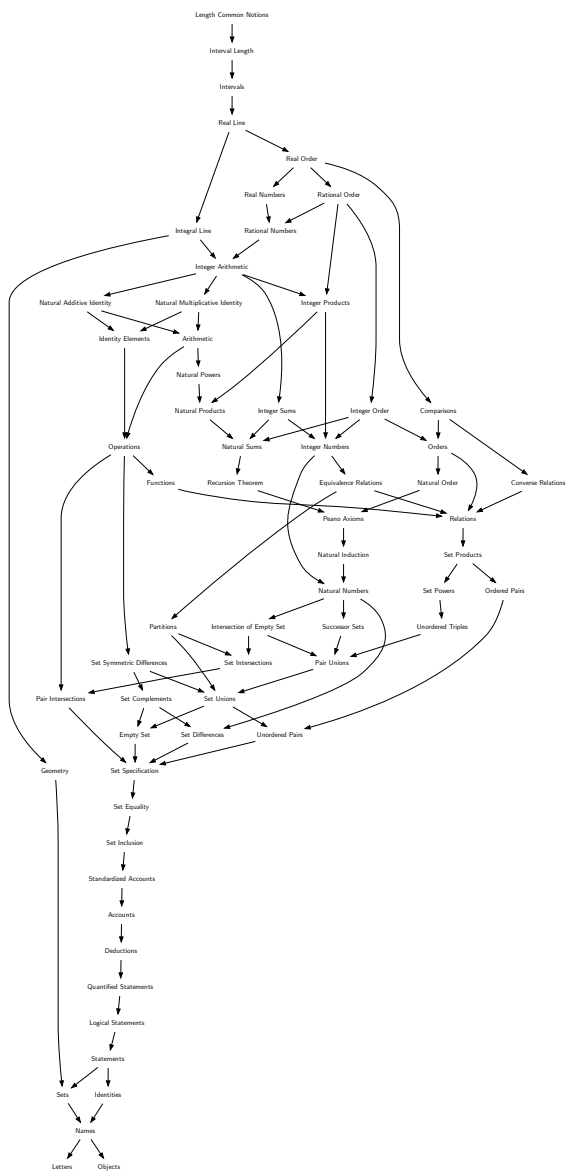 Length Common Notions
Interval Length
Intervals
Real Line
Real Order
Real Numbers
Rational Order
Integral Line
Rational Numbers
Integer Arithmetic
Natural Additive Identity
Natural Multiplicative Identity
Integer Products
Identity Elements
Arithmetic
Natural Powers
Natural Products
Integer Sums
Integer Order
Comparisons
Operations
Natural Sums
Integer Numbers
Orders
Functions
Recursion Theorem
Equivalence Relations
Natural Order
Converse Relations
Peano Axioms
Relations
Natural Induction
Set Products
Natural Numbers
Set Powers
Ordered Pairs
Partitions
Intersection of Empty Set
Successor Sets
Unordered Triples
Set Symmetric Differences
Set Intersections
Pair Unions
Pair Intersections
Set Complements
Set Unions
Empty Set
Set Differences
Unordered Pairs
Geometry
Set Specification
Set Equality
Set Inclusion
Standardized Accounts
Accounts
Deductions
Quantified Statements
Logical Statements
Statements
Sets
Identities
Names
Letters
Objects